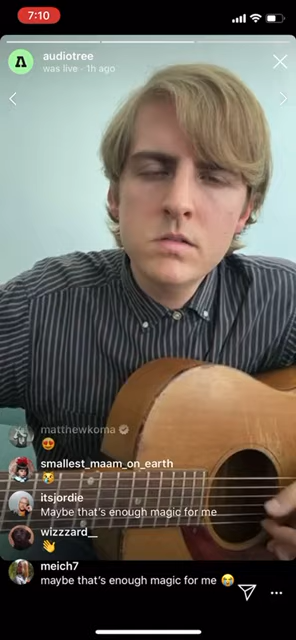 7:10
audiotree
was live · 1h ago
matthewkoma
😍
smallest_maam_on_earth
😿
itsjordie
Maybe that's enough magic for me
wizzzard__
👋
meich7
maybe that's enough magic for me 😭